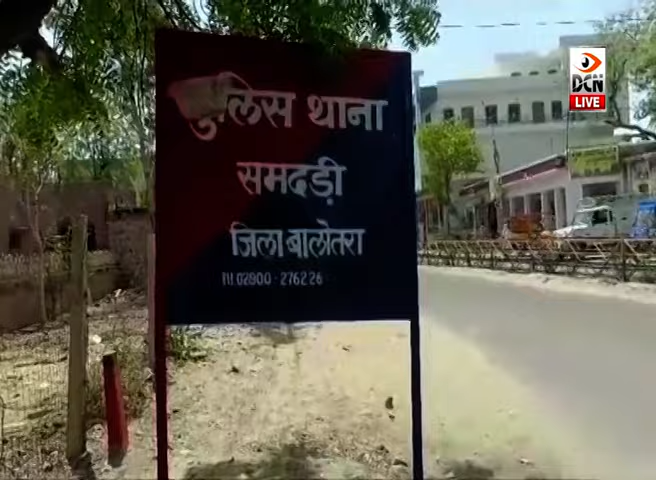 DCN
LIVE
पुलिस थाना
समदड़ी
जिला बालोतरा
02900-276226